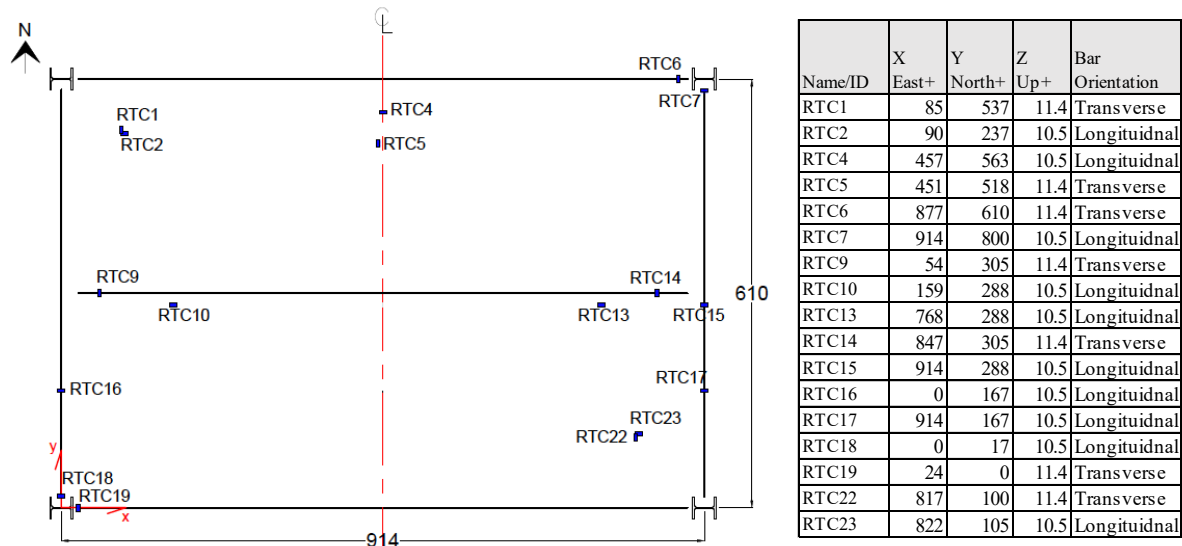 N
CL
RTC6
RTC7
RTC4
RTC1
RTC2
RTC5
RTC9
RTC14
610
RTC10
RTC13
RTC15
RTC16
RTC17
RTC23
RTC22
y
RTC18
RTC19
x
914
Name/ID X East+ Y North+ Z Up+ Bar Orientation
RTC1 85 537 11.4 Transverse
RTC2 90 237 10.5 Longituidnal
RTC4 457 563 10.5 Longituidnal
RTC5 451 518 11.4 Transverse
RTC6 877 610 11.4 Transverse
RTC7 914 800 10.5 Longituidnal
RTC9 54 305 11.4 Transverse
RTC10 159 288 10.5 Longituidnal
RTC13 768 288 10.5 Longituidnal
RTC14 847 305 11.4 Transverse
RTC15 914 288 10.5 Longituidnal
RTC16 0 167 10.5 Longituidnal
RTC17 914 167 10.5 Longituidnal
RTC18 0 17 10.5 Longituidnal
RTC19 24 0 11.4 Transverse
RTC22 817 100 11.4 Transverse
RTC23 822 105 10.5 Longituidnal